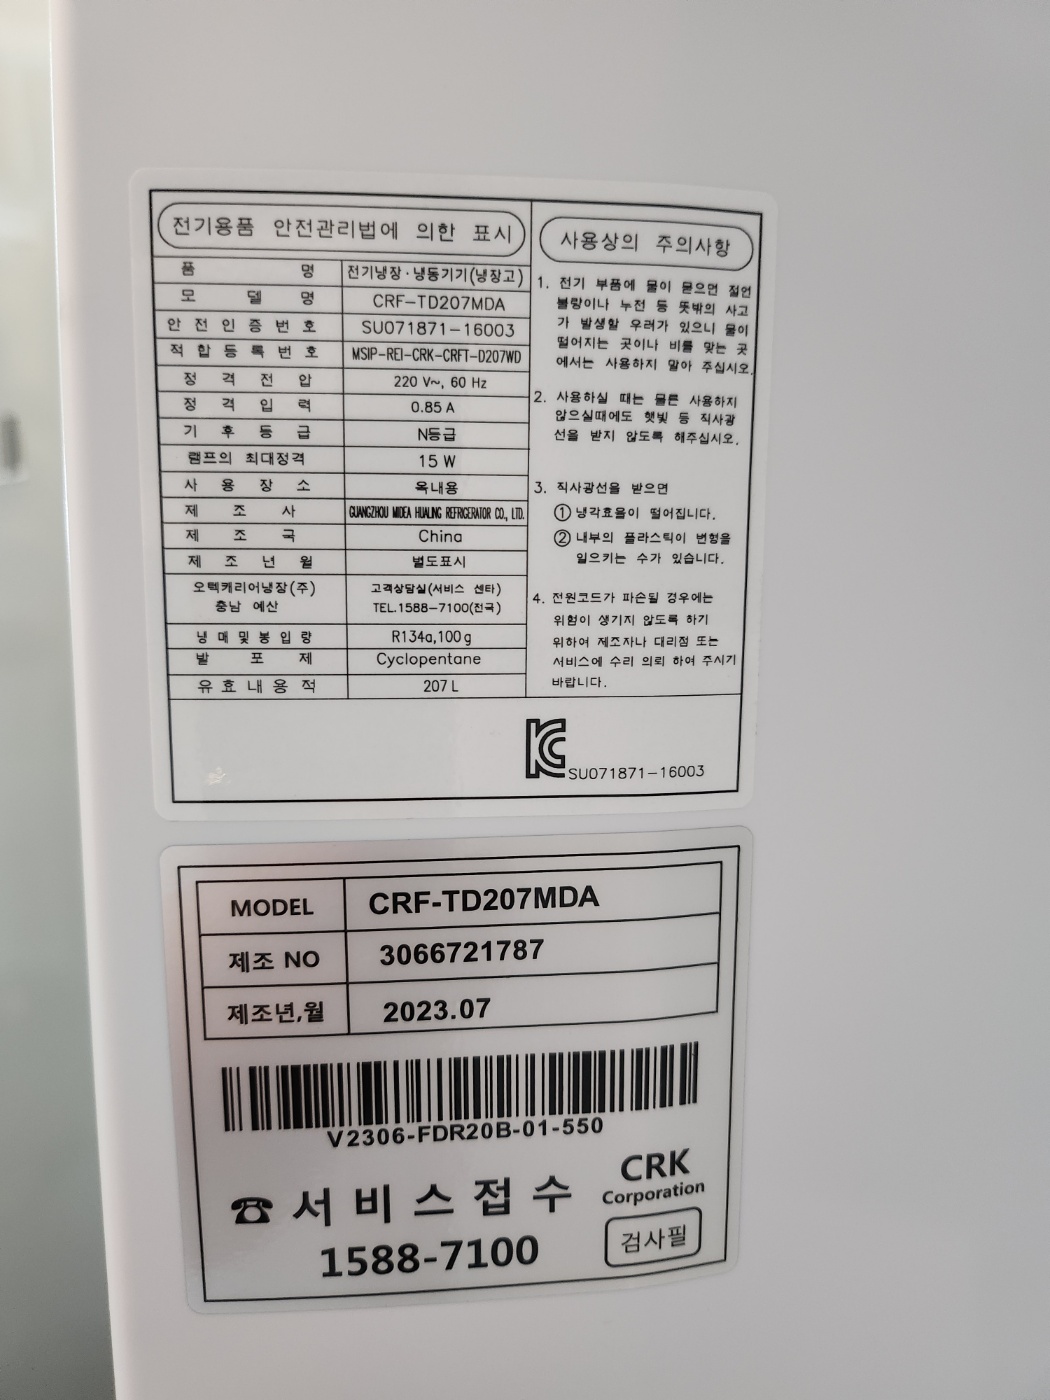 전기용품 안전관리법에 의한 표시
품 명 전기냉장·냉동기기(냉장고)
모 델 명 CRF-TD207MDA
안 전 인 증 번 호 SU071871-16003
적 합 등 록 번 호 MSIP-REI-CRK-CRFT-D207WD
정 격 전 압 220 V~, 60 Hz
정 격 입 력 0.85 A
기 후 등 급 N등급
램프의 최대정격 15 W
사 용 장 소 옥내용
제 조 사 GUANGZHOU MIDEA HUALING REFRIGERATOR CO., LTD.
제 조 국 China
제 조 년 월 별도표시
오텍캐리어냉장(주) 고객상담실(서비스 센타)
충남 예산 TEL.1588-7100(전국)
냉 매 및 봉 입 량 R134a,100g
발 포 제 Cyclopentane
유 효 내 용 적 207 L
사용상의 주의사항
1. 전기 부품에 물이 묻으면 절연
불량이나 누전 등 뜻밖의 사고
가 발생할 우려가 있으니 물이
떨어지는 곳이나 비를 맞는 곳
에서는 사용하지 말아 주십시오.
2. 사용하실 때는 물론 사용하지
않으실때에도 햇빛 등 직사광
선을 받지 않도록 해주십시오.
3. 직사광선을 받으면
① 냉각효율이 떨어집니다.
② 내부의 플라스틱이 변형을
일으키는 수가 있습니다.
4. 전원코드가 파손될 경우에는
위험이 생기지 않도록 하기
위하여 제조자나 대리점 또는
서비스에 수리 의뢰 하여 주시기
바랍니다.
KC SU071871-16003
MODEL CRF-TD207MDA
제조 NO 3066721787
제조년,월 2023.07
V2306-FDR20B-01-550
☎ 서 비 스 접 수
1588-7100
CRK
Corporation
검사필